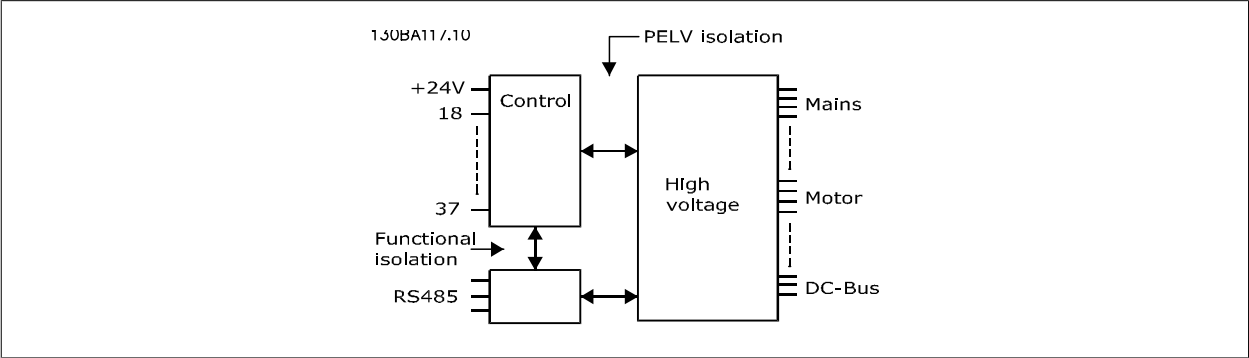 130BA117.10
PELV isolation
+24V
Control
Mains
18
High
voltage
Motor
37
Functional
isolation
DC-Bus
RS485